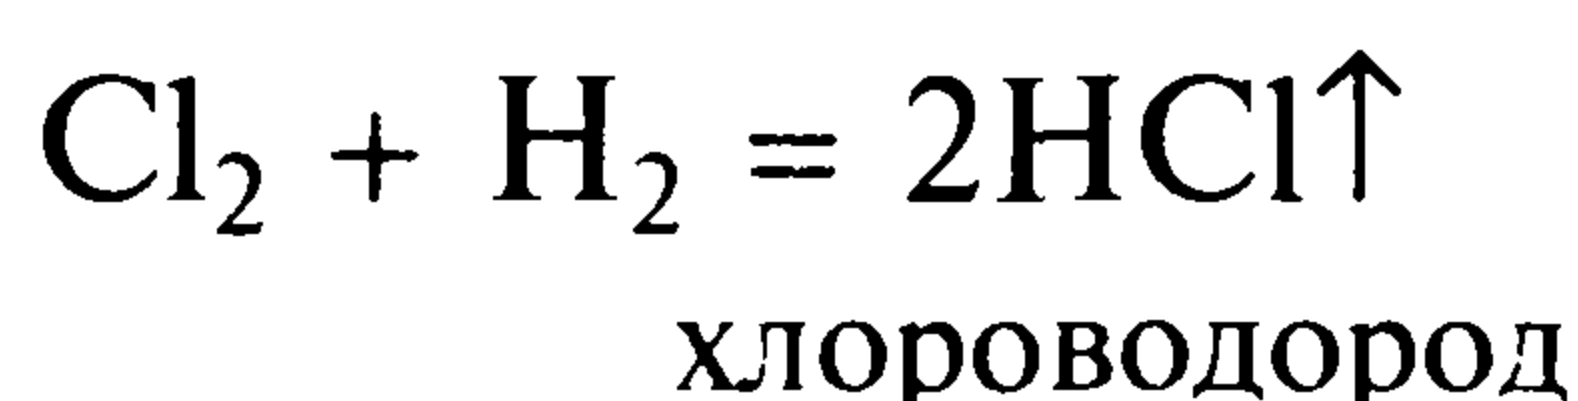 Cl₂ + H₂ = 2HCl↑
хлороводород